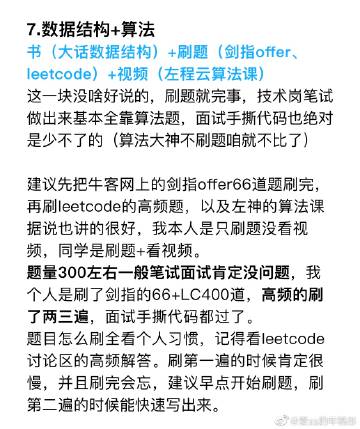 7.数据结构+算法
书（大话数据结构）+刷题（剑指offer、
leetcode）+视频（左程云算法课）
这一块没啥好说的，刷题就完事，技术岗笔试
做出来基本全靠算法题，面试手撕代码也绝对
是少不了的（算法大神不刷题咱就不比了）
建议先把牛客网上的剑指offer66道题刷完，
再刷leetcode的高频题，以及左神的算法课
据说也讲的很好，我本人是只刷题没看视
频，同学是刷题+看视频。
题量300左右一般笔试面试肯定没问题，我
个人是刷了剑指的66+LC400道，高频的刷
了两三遍，面试手撕代码都过了。
题目怎么刷全看个人习惯，记得看leetcode
讨论区的高频解答。刷第一遍的时候肯定很
慢，并且刷完会忘，建议早点开始刷题，刷
第二遍的时候能快速写出来。